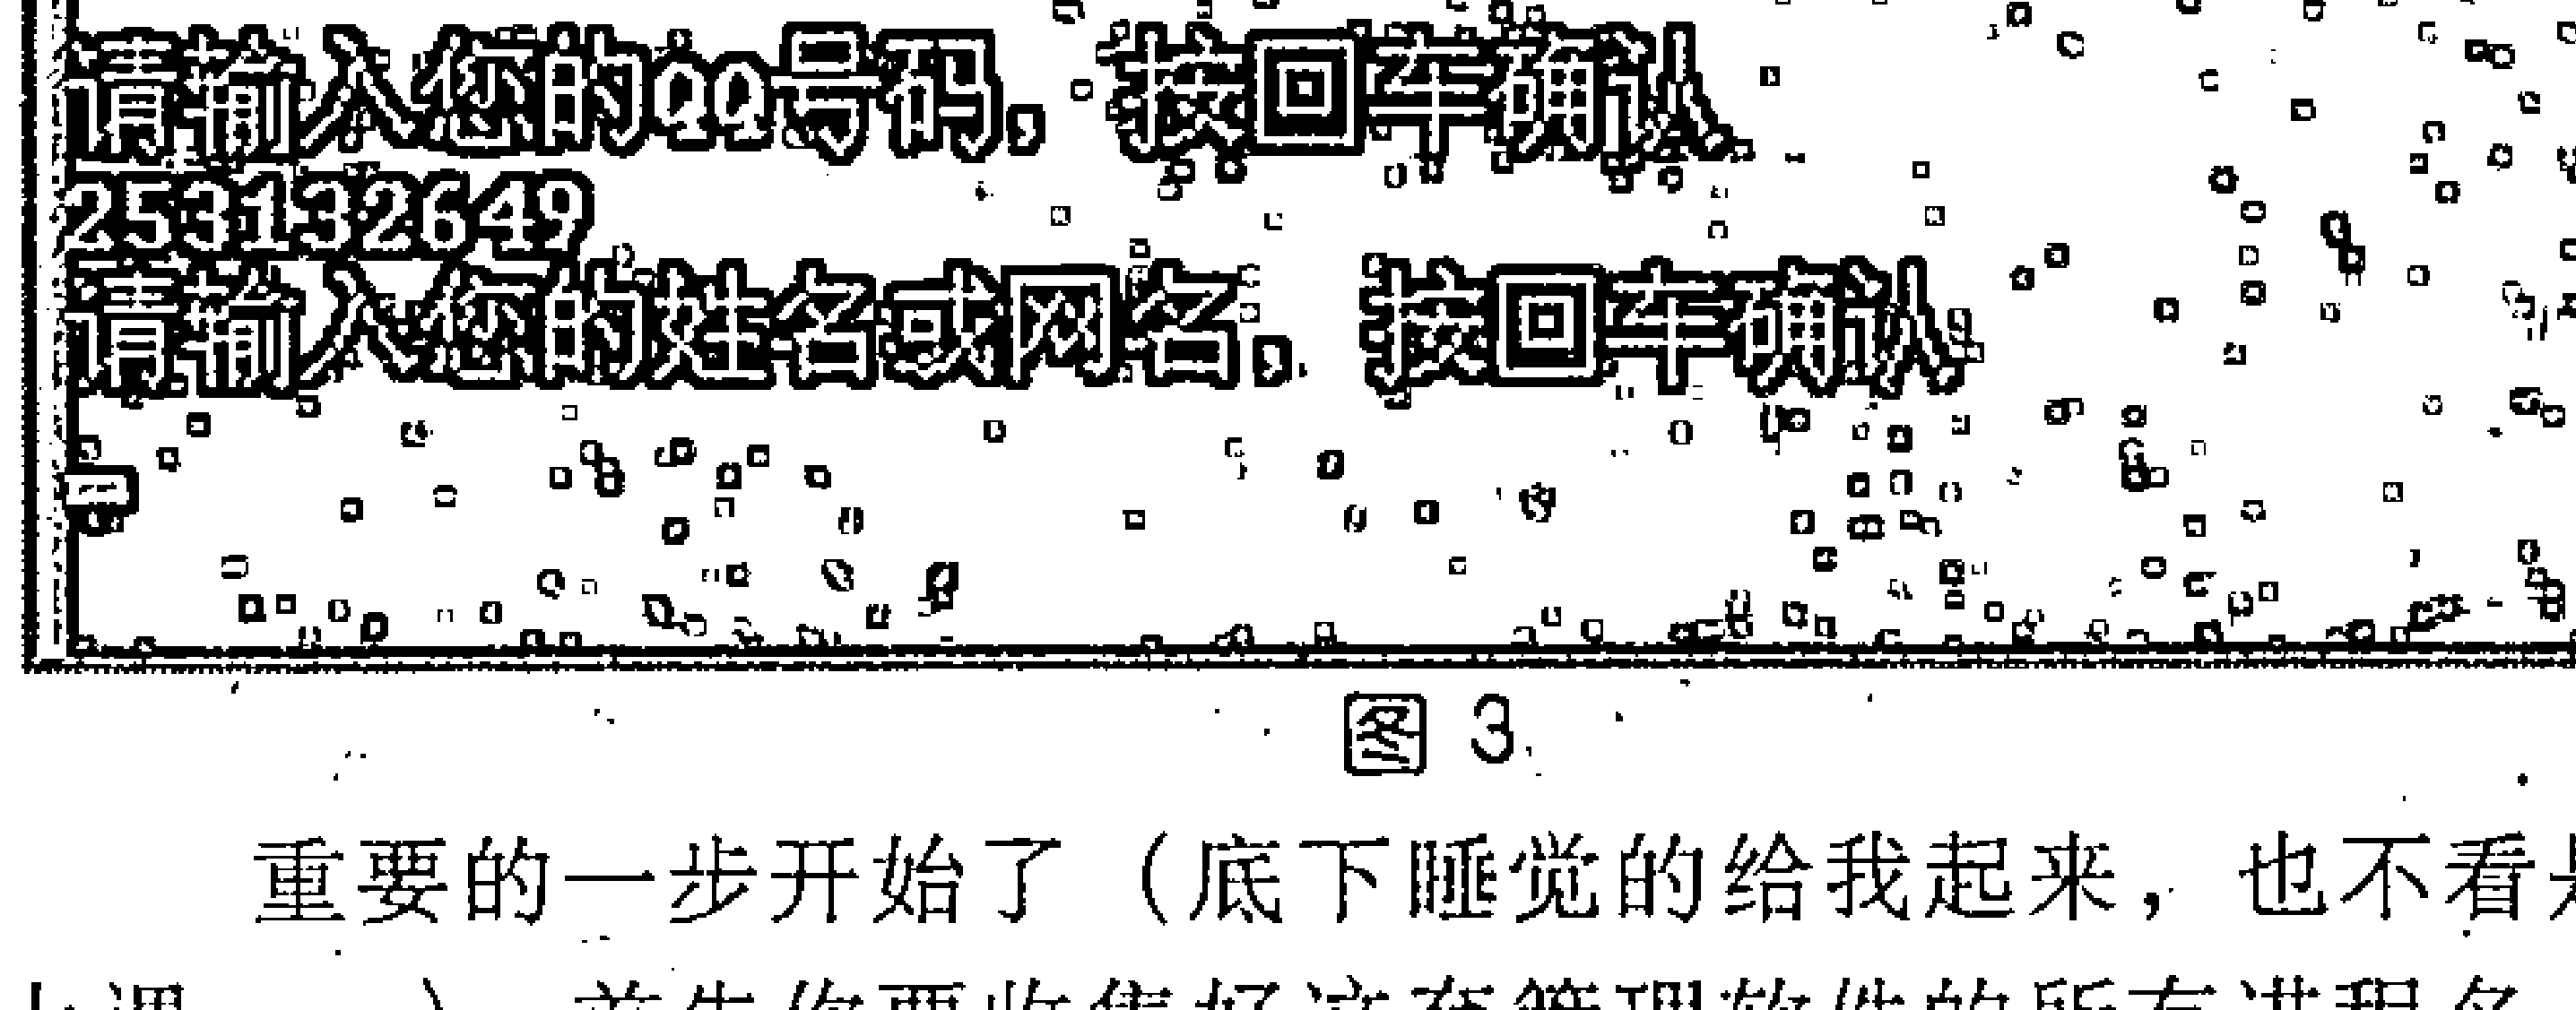 请输入您的QQ号码，按回车确认
253132649
请输入您的姓名或网名，按回车确认
图 3
重要的一步开始了（底下睡觉的给我起来，也不看